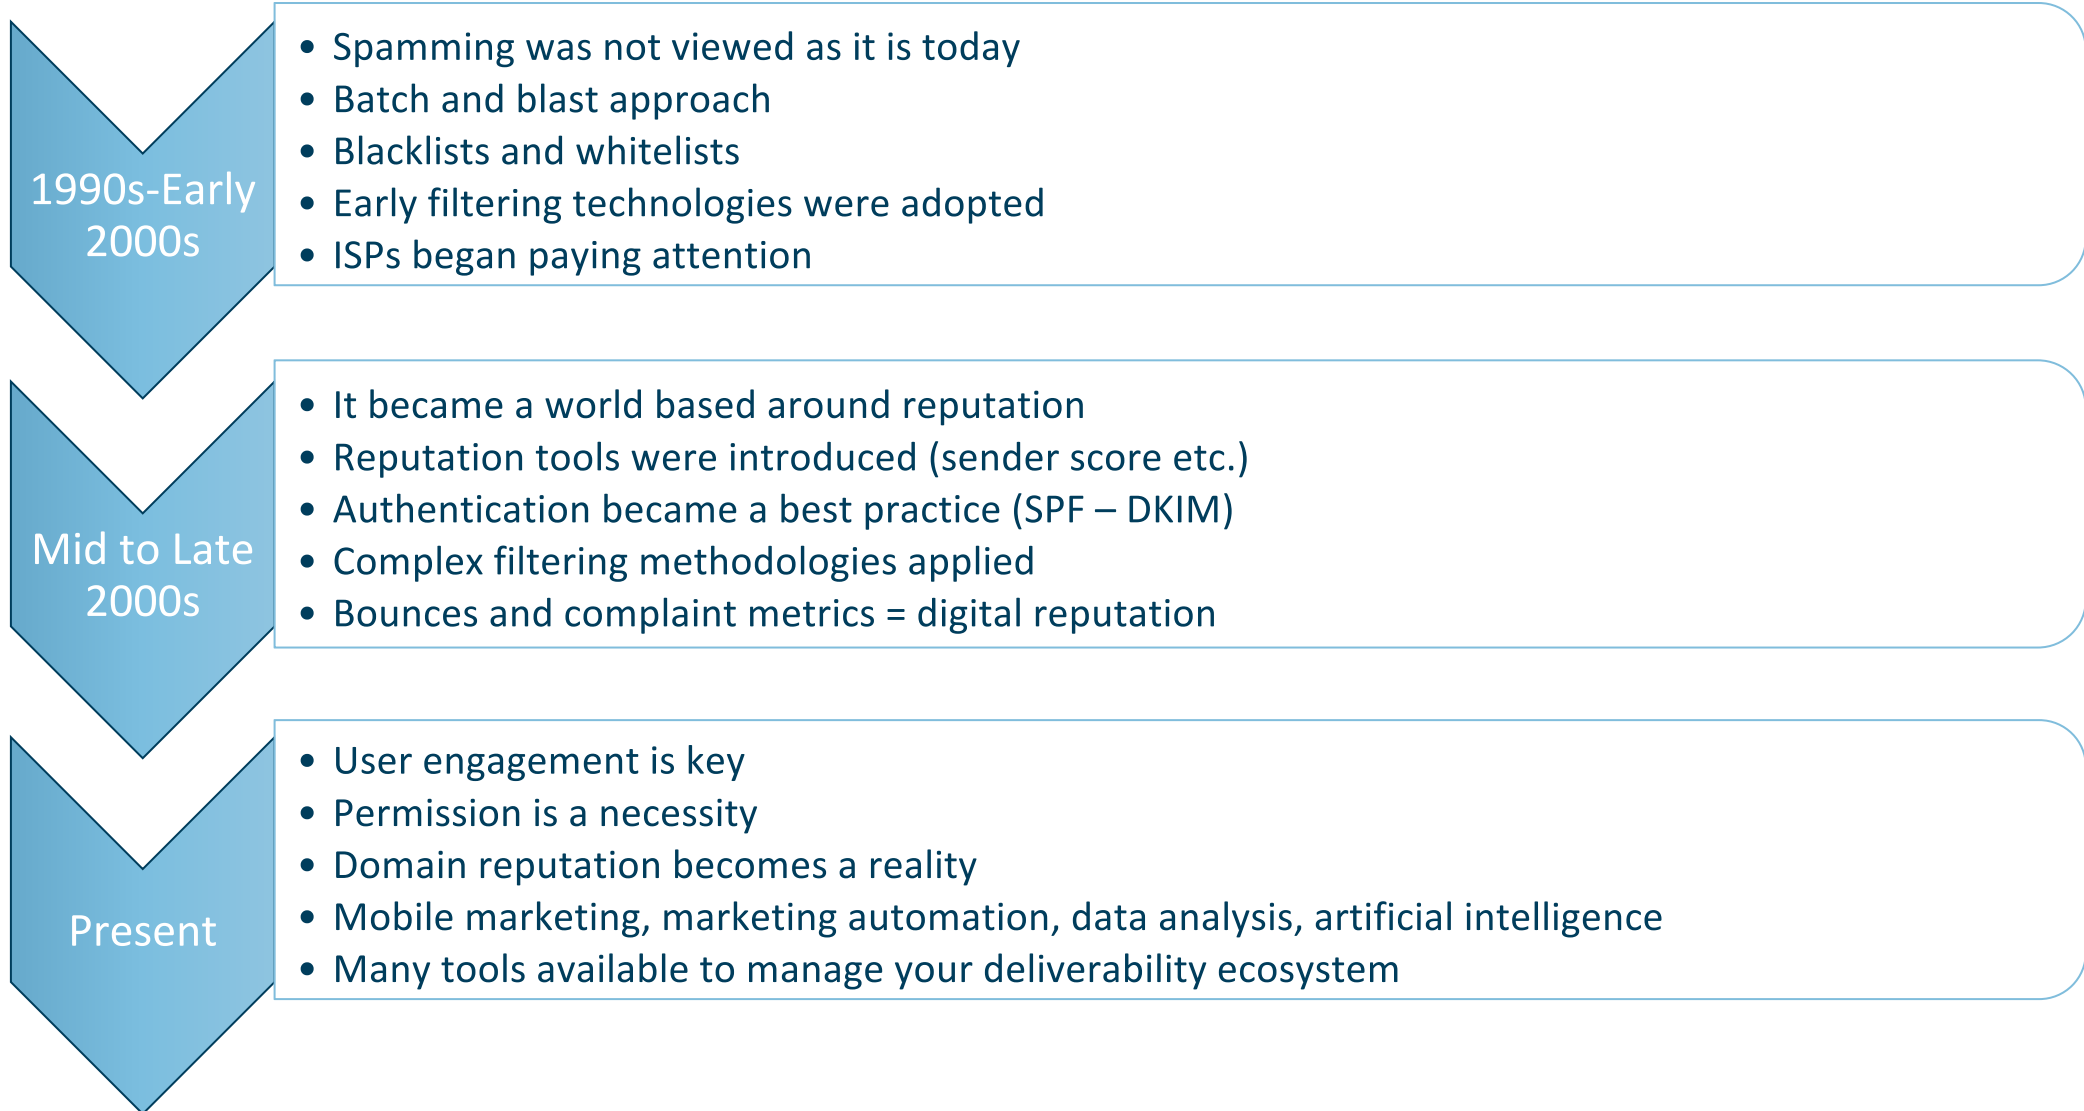 1990s-Early
2000s
• Spamming was not viewed as it is today
• Batch and blast approach
• Blacklists and whitelists
• Early filtering technologies were adopted
• ISPs began paying attention
Mid to Late
2000s
• It became a world based around reputation
• Reputation tools were introduced (sender score etc.)
• Authentication became a best practice (SPF – DKIM)
• Complex filtering methodologies applied
• Bounces and complaint metrics = digital reputation
Present
• User engagement is key
• Permission is a necessity
• Domain reputation becomes a reality
• Mobile marketing, marketing automation, data analysis, artificial intelligence
• Many tools available to manage your deliverability ecosystem